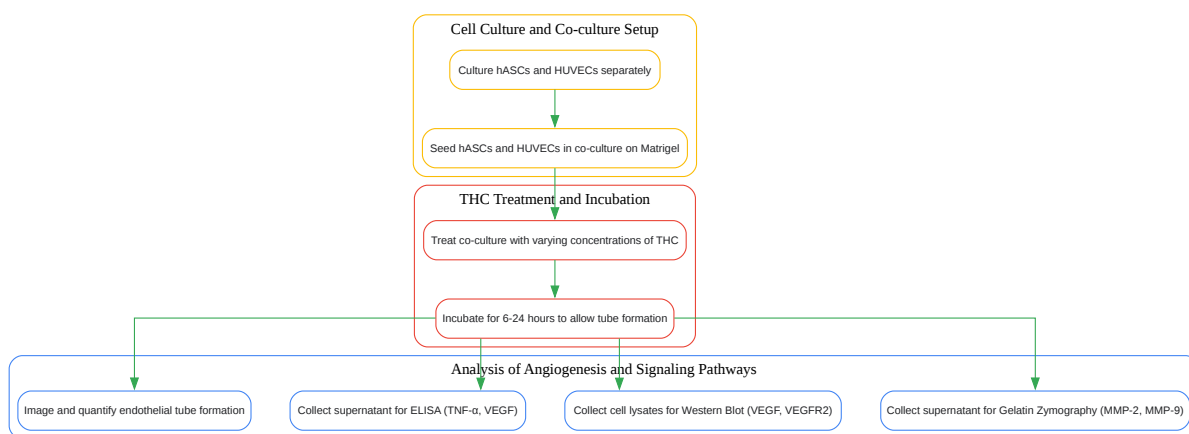 Cell Culture and Co-culture Setup
Culture hASCs and HUVECs separately
Seed hASCs and HUVECs in co-culture on Matrigel
THC Treatment and Incubation
Treat co-culture with varying concentrations of THC
Incubate for 6-24 hours to allow tube formation
Analysis of Angiogenesis and Signaling Pathways
Image and quantify endothelial tube formation
Collect supernatant for ELISA (TNF-α, VEGF)
Collect cell lysates for Western Blot (VEGF, VEGFR2)
Collect supernatant for Gelatin Zymography (MMP-2, MMP-9)